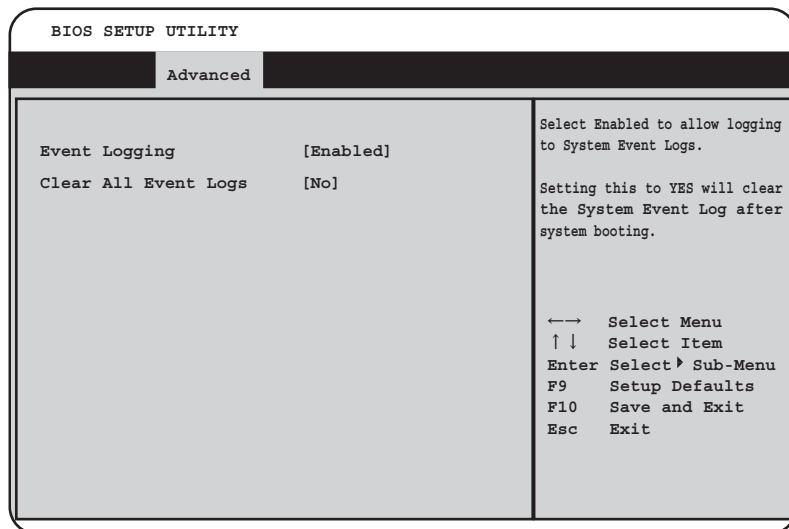 BIOS SETUP UTILITY
Advanced
Event Logging [Enabled]
Clear All Event Logs [No]
Select Enabled to allow logging
to System Event Logs.
Setting this to YES will clear
the System Event Log after
system booting.
←→ Select Menu
↑↓ Select Item
Enter Select▶Sub-Menu
F9 Setup Defaults
F10 Save and Exit
Esc Exit